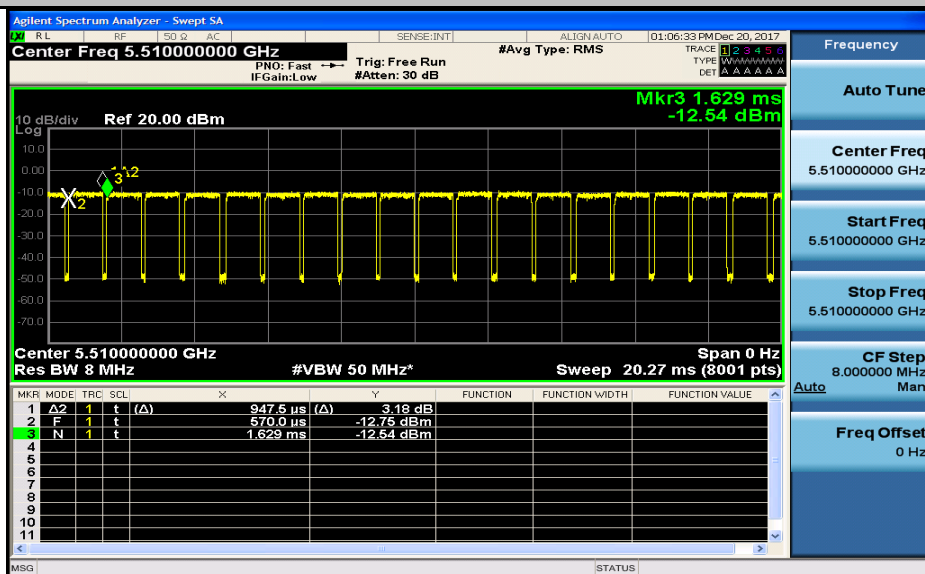 Agilent Spectrum Analyzer - Swept SA
LXI RL RF 50 Ω AC SENSE:INT ALIGNAUTO 01:06:33 PM Dec 20, 2017
Center Freq 5.510000000 GHz
PNO: Fast
IFGain:Low
Trig: Free Run
#Atten: 30 dB
#Avg Type: RMS
TRACE 1 2 3 4 5 6
TYPE WWWWWW
DET A A A A A A
Frequency
Mkr3 1.629 ms
-12.54 dBm
10 dB/div Ref 20.00 dBm
Log
10.0
0.00
-10.0
-20.0
-30.0
-40.0
-50.0
-60.0
-70.0
1Δ2
3
X2
Center 5.510000000 GHz Span 0 Hz
Res BW 8 MHz #VBW 50 MHz* Sweep 20.27 ms (8001 pts)
MKR MODE TRC SCL X Y FUNCTION FUNCTION WIDTH FUNCTION VALUE
1 Δ2 1 t (Δ) 947.5 µs (Δ) 3.18 dB
2 F 1 t 570.0 µs -12.75 dBm
3 N 1 t 1.629 ms -12.54 dBm
4
5
6
7
8
9
10
11
MSG STATUS
Auto Tune
Center Freq
5.510000000 GHz
Start Freq
5.510000000 GHz
Stop Freq
5.510000000 GHz
CF Step
8.000000 MHz
Auto Man
Freq Offset
0 Hz